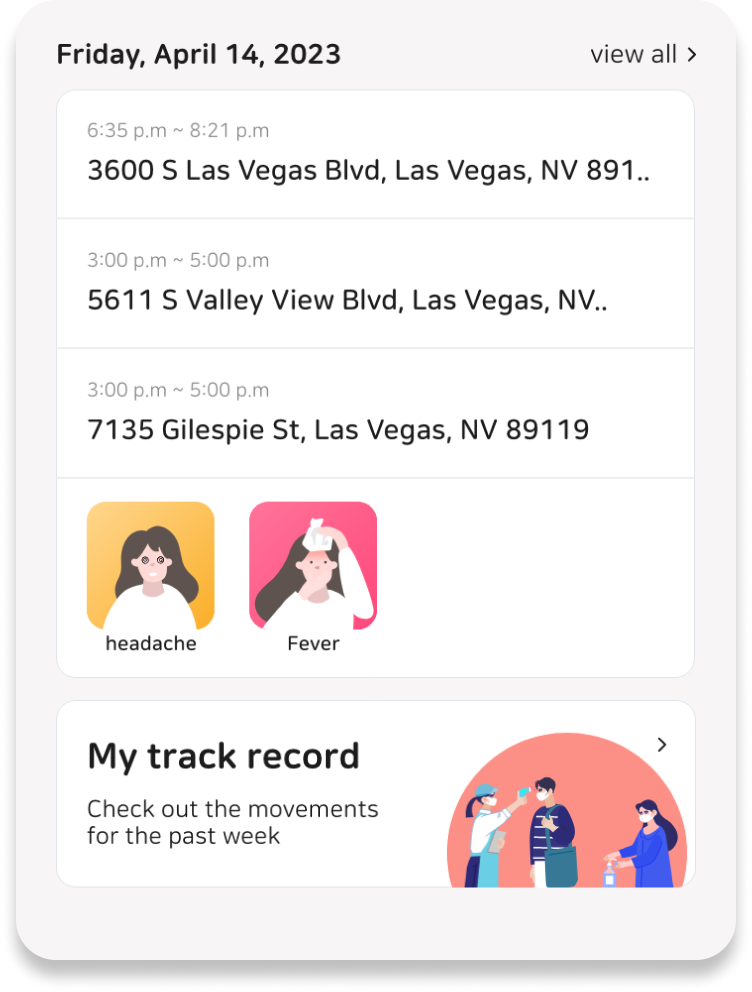 Friday, April 14, 2023
view all >
6:35 p.m ~ 8:21 p.m
3600 S Las Vegas Blvd, Las Vegas, NV 891..
3:00 p.m ~ 5:00 p.m
5611 S Valley View Blvd, Las Vegas, NV..
3:00 p.m ~ 5:00 p.m
7135 Gilespie St, Las Vegas, NV 89119
headache
Fever
My track record
Check out the movements
for the past week